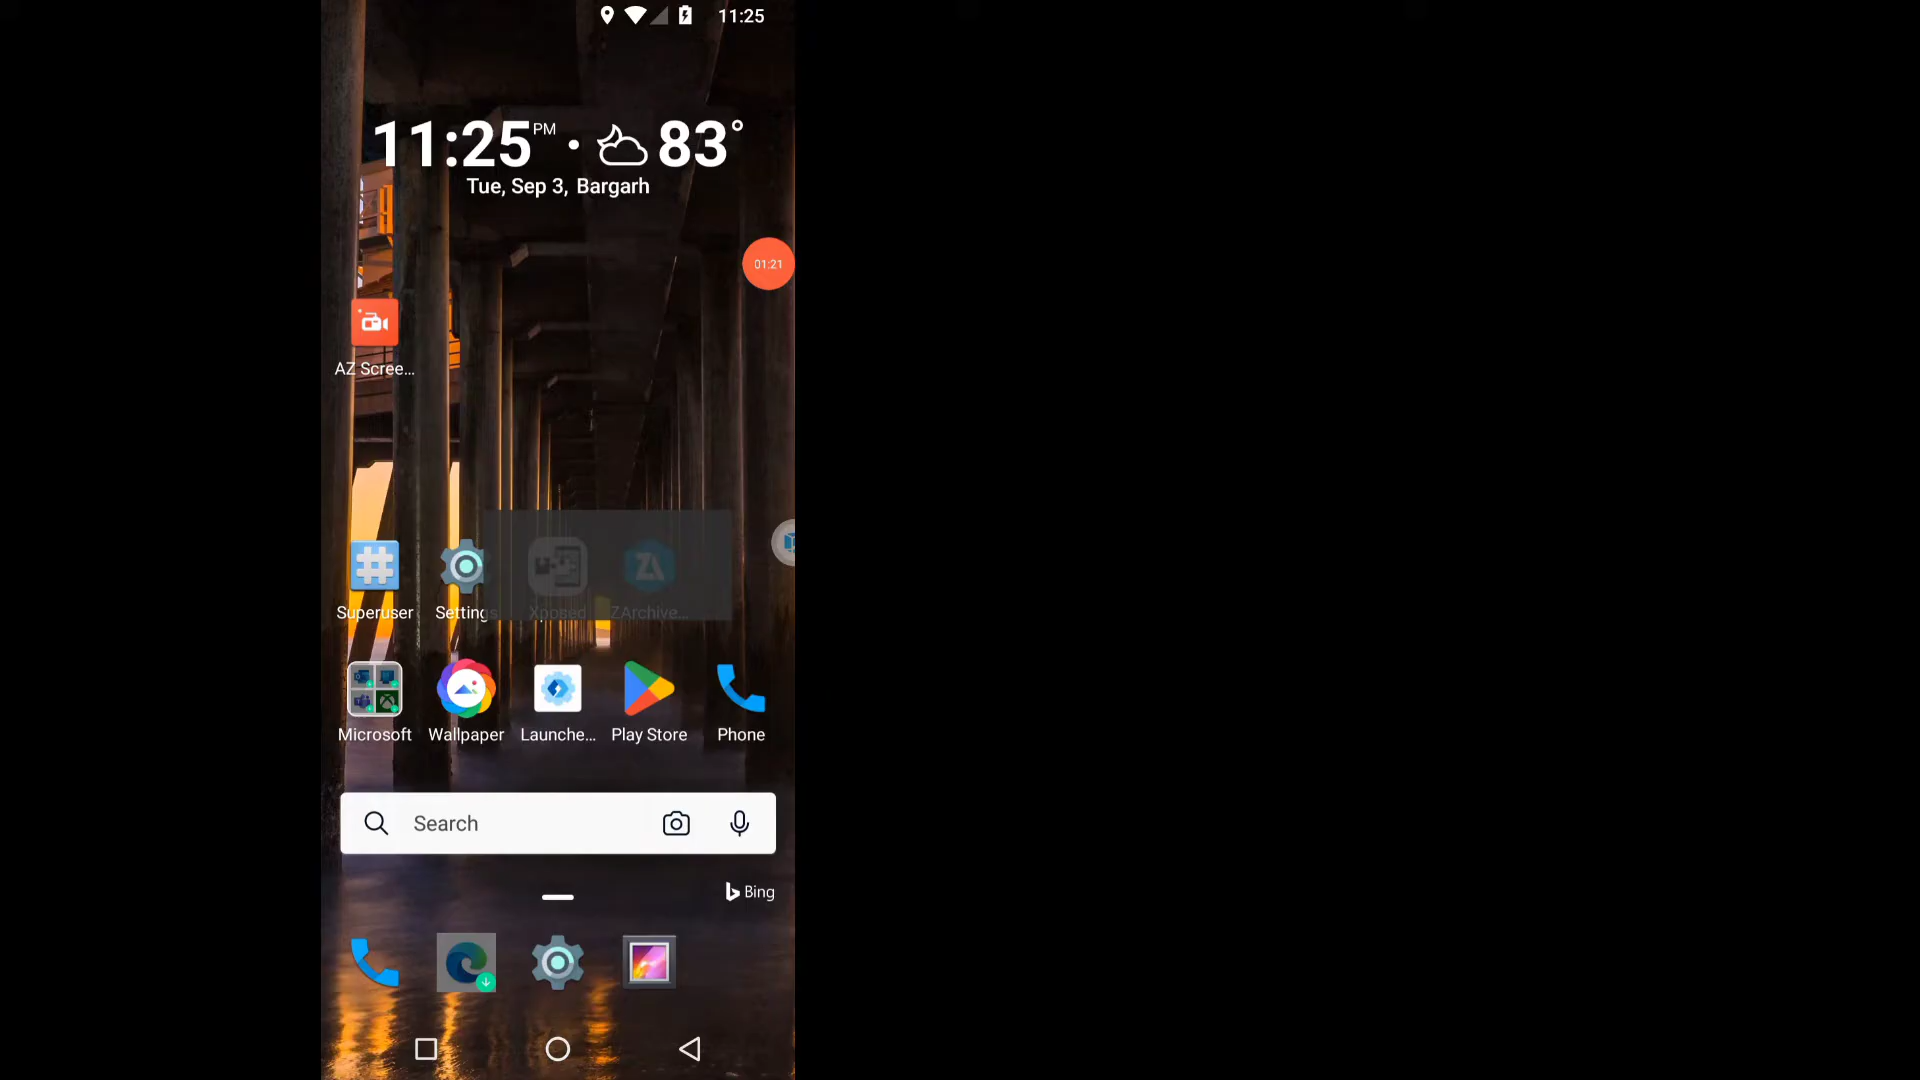 11:25
11:25 PM · 83°
Tue, Sep 3, Bargarh
01:21
AZ Scree...
Superuser Settings Xposed ZArchive...
Microsoft Wallpaper Launche... Play Store Phone
Search
Bing